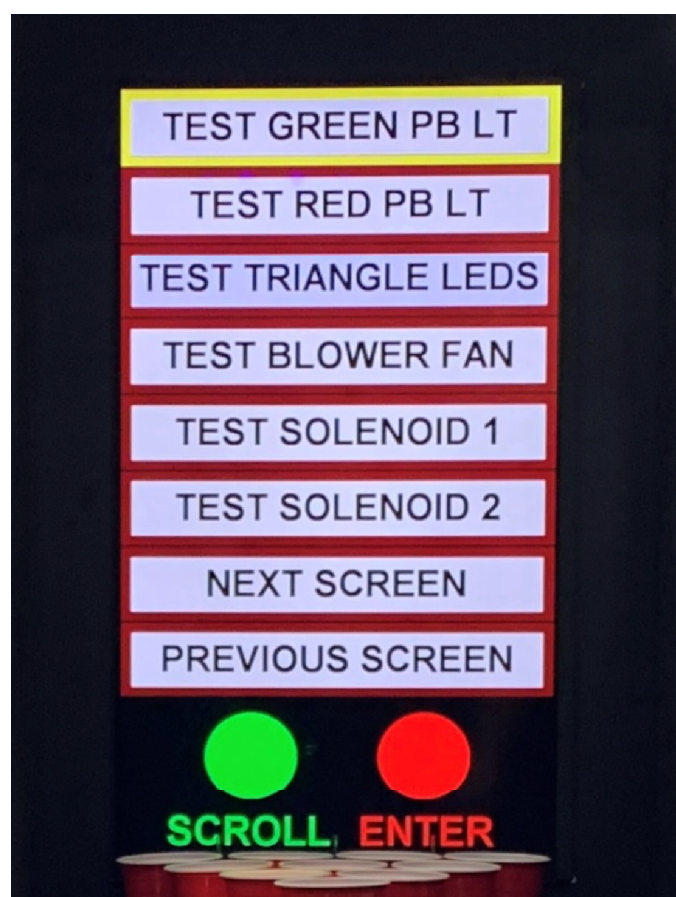 TEST GREEN PB LT
TEST RED PB LT
TEST TRIANGLE LEDS
TEST BLOWER FAN
TEST SOLENOID 1
TEST SOLENOID 2
NEXT SCREEN
PREVIOUS SCREEN
SCROLL ENTER